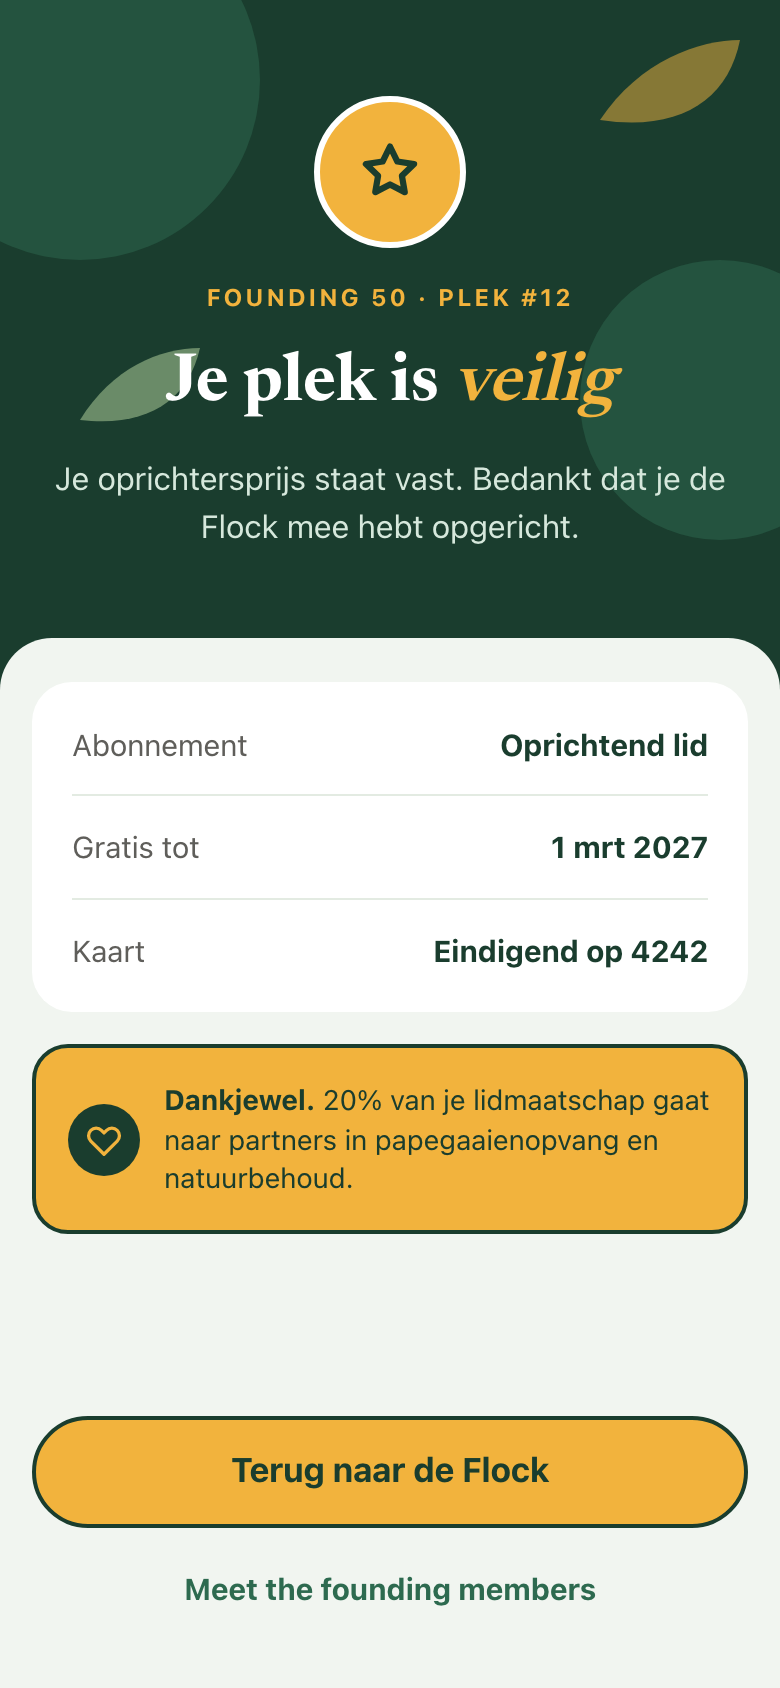 FOUNDING 50 · PLEK #12
Je plek is veilig
Je oprichtersprijs staat vast. Bedankt dat je de
Flock mee hebt opgericht.
Abonnement
Oprichtend lid
Gratis tot
1 mrt 2027
Kaart
Eindigend op 4242
Dankjewel. 20% van je lidmaatschap gaat
naar partners in papegaaienopvang en
natuurbehoud.
Terug naar de Flock
Meet the founding members